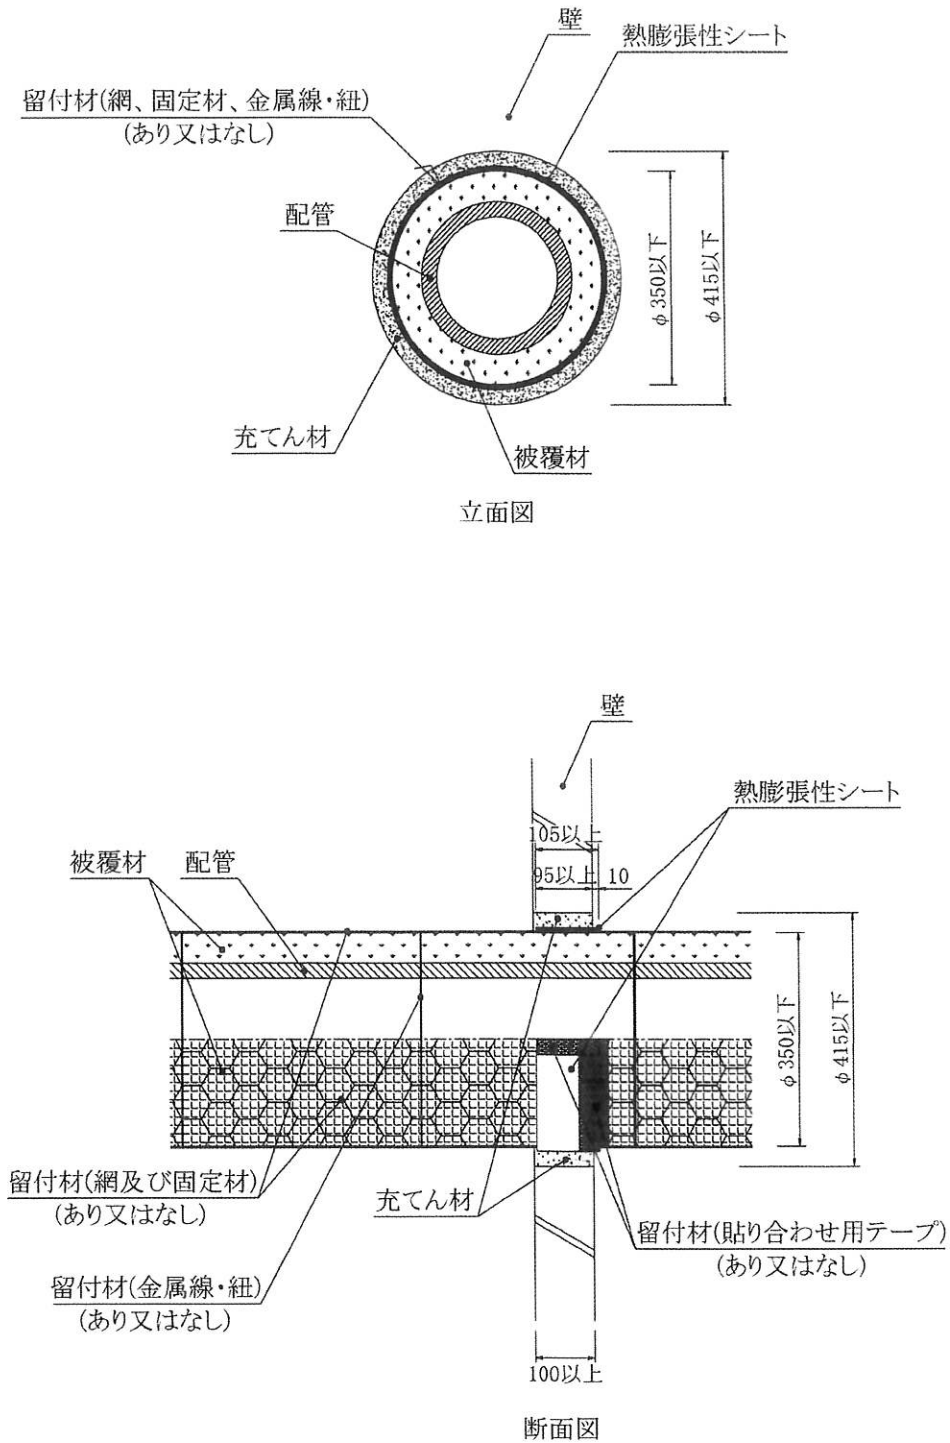 壁
熱膨張性シート
留付材(網、固定材、金属線・紐)
(あり又はなし)
配管
φ350以下
φ415以下
充てん材
被覆材
立面図
壁
熱膨張性シート
105以上
被覆材
配管
95以上
10
φ350以下
φ415以下
留付材(網及び固定材)
(あり又はなし)
充てん材
留付材(貼り合わせ用テープ)
(あり又はなし)
留付材(金属線・紐)
(あり又はなし)
100以上
断面図